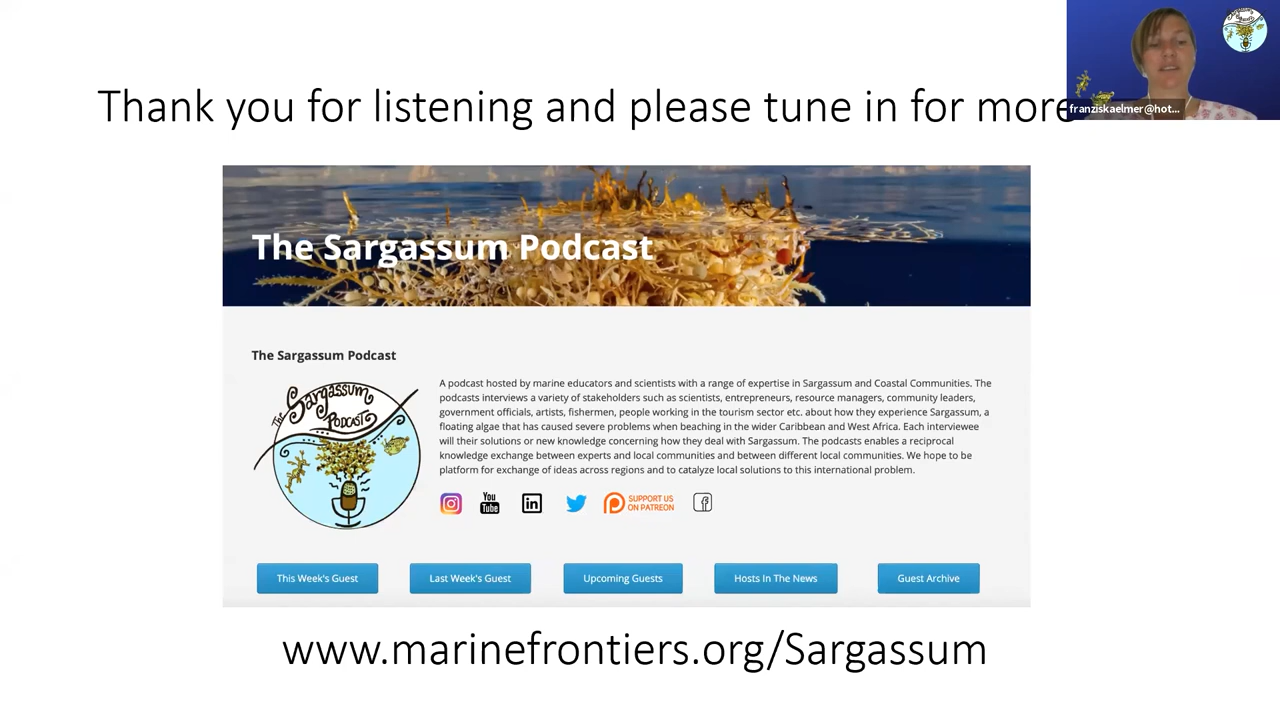 Thank you for listening and please tune in for more
franziskaelmer@hot...
The Sargassum Podcast
The Sargassum Podcast
The Sargassum
PODCAST
A podcast hosted by marine educators and scientists with a range of expertise in Sargassum and Coastal Communities. The
podcasts interviews a variety of stakeholders such as scientists, entrepreneurs, resource managers, community leaders,
government officials, artists, fishermen, people working in the tourism sector etc. about how they experience Sargassum, a
floating algae that has caused severe problems when beaching in the wider Caribbean and West Africa. Each interviewee
will their solutions or new knowledge concerning how they deal with Sargassum. The podcasts enables a reciprocal
knowledge exchange between experts and local communities and between different local communities. We hope to be
platform for exchange of ideas across regions and to catalyze local solutions to this international problem.
You
Tube
in
SUPPORT US
ON PATREON
f
This Week's Guest
Last Week's Guest
Upcoming Guests
Hosts In The News
Guest Archive
www.marinefrontiers.org/Sargassum